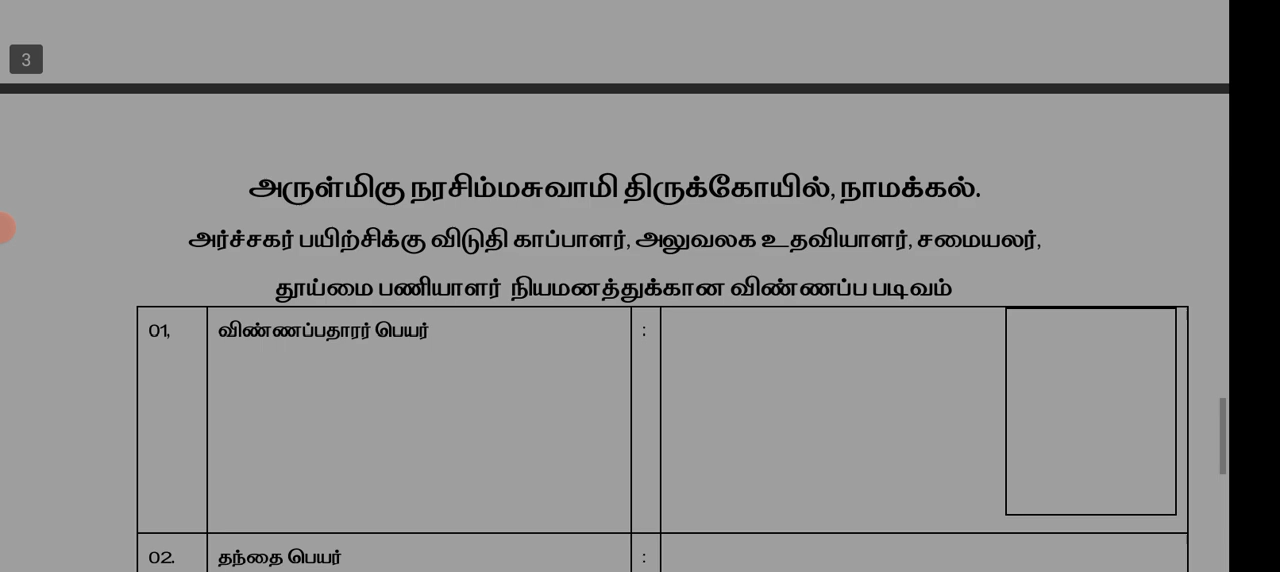 3
அருள்மிகு நரசிம்மசுவாமி திருக்கோயில், நாமக்கல்.
அர்ச்சகர் பயிற்சிக்கு விடுதி காப்பாளர், அலுவலக உதவியாளர், சமையலர்,
தூய்மை பணியாளர் நியமனத்துக்கான விண்ணப்ப படிவம்
01, விண்ணப்பதாரர் பெயர் :
02. தந்தை பெயர் :